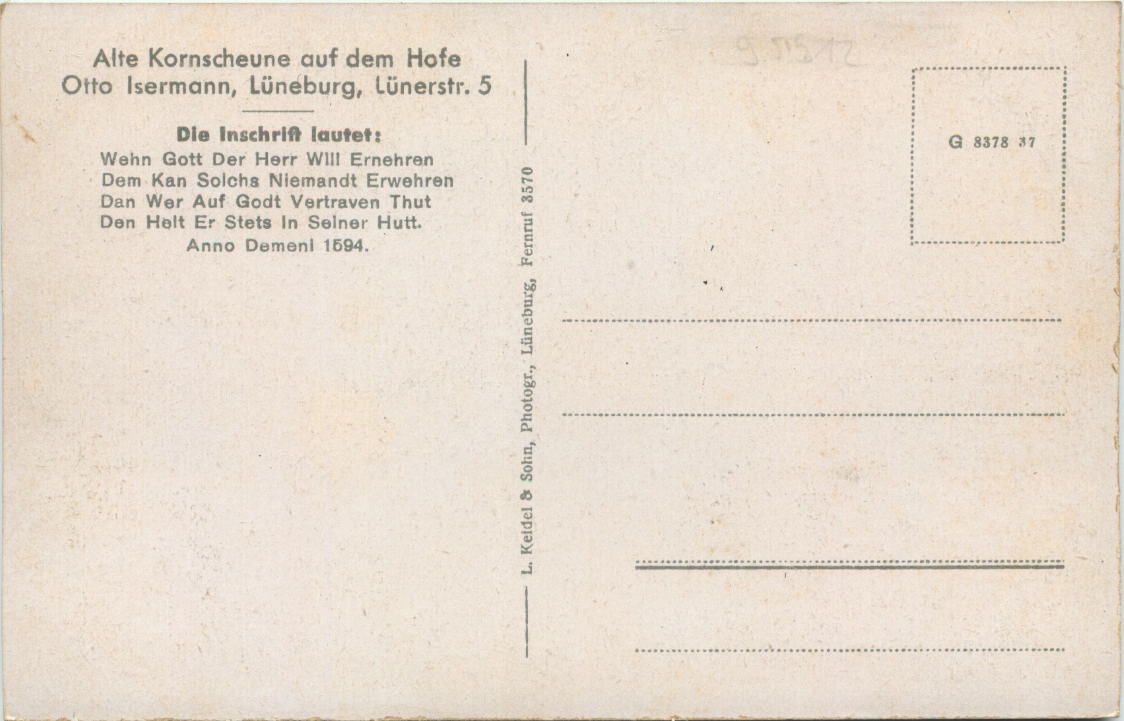 Alte Kornscheune auf dem Hofe
Otto Isermann, Lüneburg, Lünerstr. 5
Die Inschrift lautet:
Wehn Gott Der Herr Will Ernehren
Dem Kan Solchs Niemandt Erwehren
Dan Wer Auf Godt Vertraven Thut
Den Helt Er Stets In Seiner Hutt.
Anno Demeni 1594.
L. Keidel & Sohn, Photogr., Lüneburg, Fernruf 3570
G 8378 37